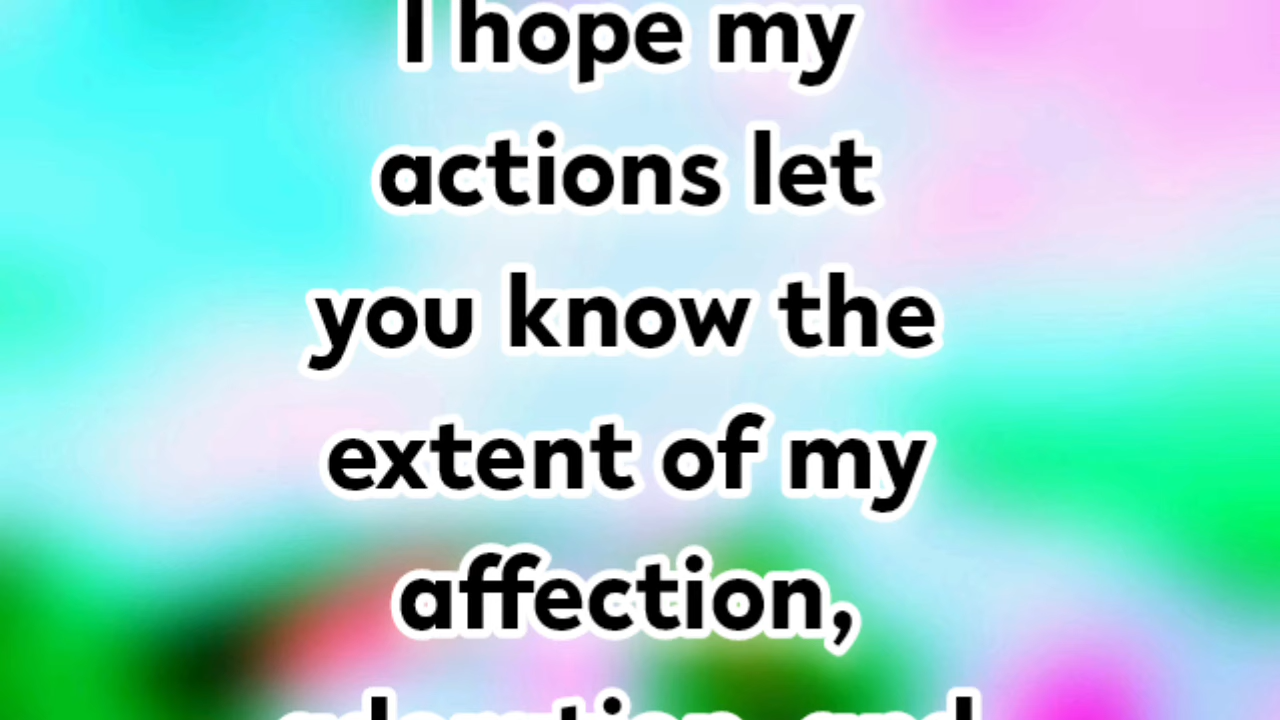 I hope my
actions let
you know the
extent of my
affection,